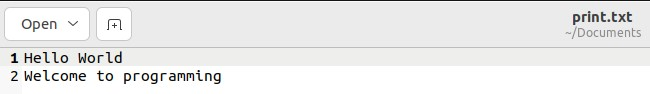 Open
print.txt
~/Documents
1 Hello World
2 Welcome to programming